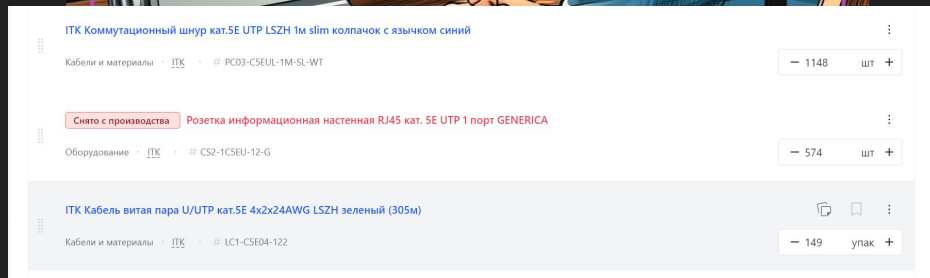 ITK Коммутационный шнур кат.5E UTP LSZH 1м slim колпачок с язычком синий
Кабели и материалы · ITK · # PC03-C5EUL-1M-SL-WT
− 1148 шт +
Снято с производства Розетка информационная настенная RJ45 кат. 5E UTP 1 порт GENERICA
Оборудование · ITK · # CS2-1C5EU-12-G
− 574 шт +
ITK Кабель витая пара U/UTP кат.5E 4x2x24AWG LSZH зеленый (305м)
Кабели и материалы · ITK · # LC1-C5E04-122
− 149 упак +